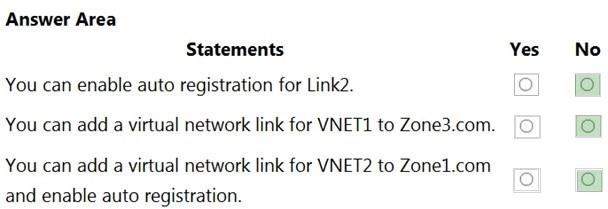 Answer Area
Statements Yes No
You can enable auto registration for Link2.
You can add a virtual network link for VNET1 to Zone3.com.
You can add a virtual network link for VNET2 to Zone1.com
and enable auto registration.